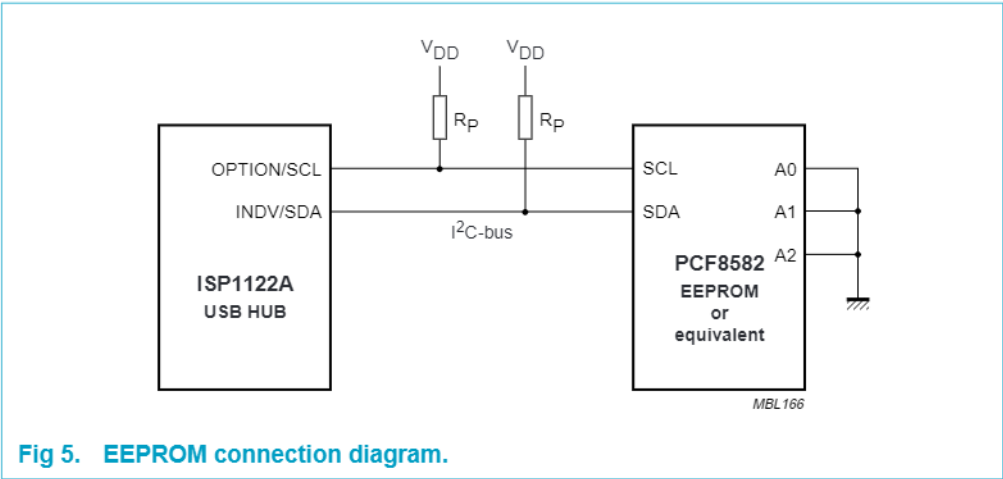 VDD VDD
RP RP
OPTION/SCL
INDV/SDA
I2C-bus
ISP1122A
USB HUB
SCL
SDA
A0
A1
A2
PCF8582
EEPROM
or
equivalent
MBL166
Fig 5. EEPROM connection diagram.